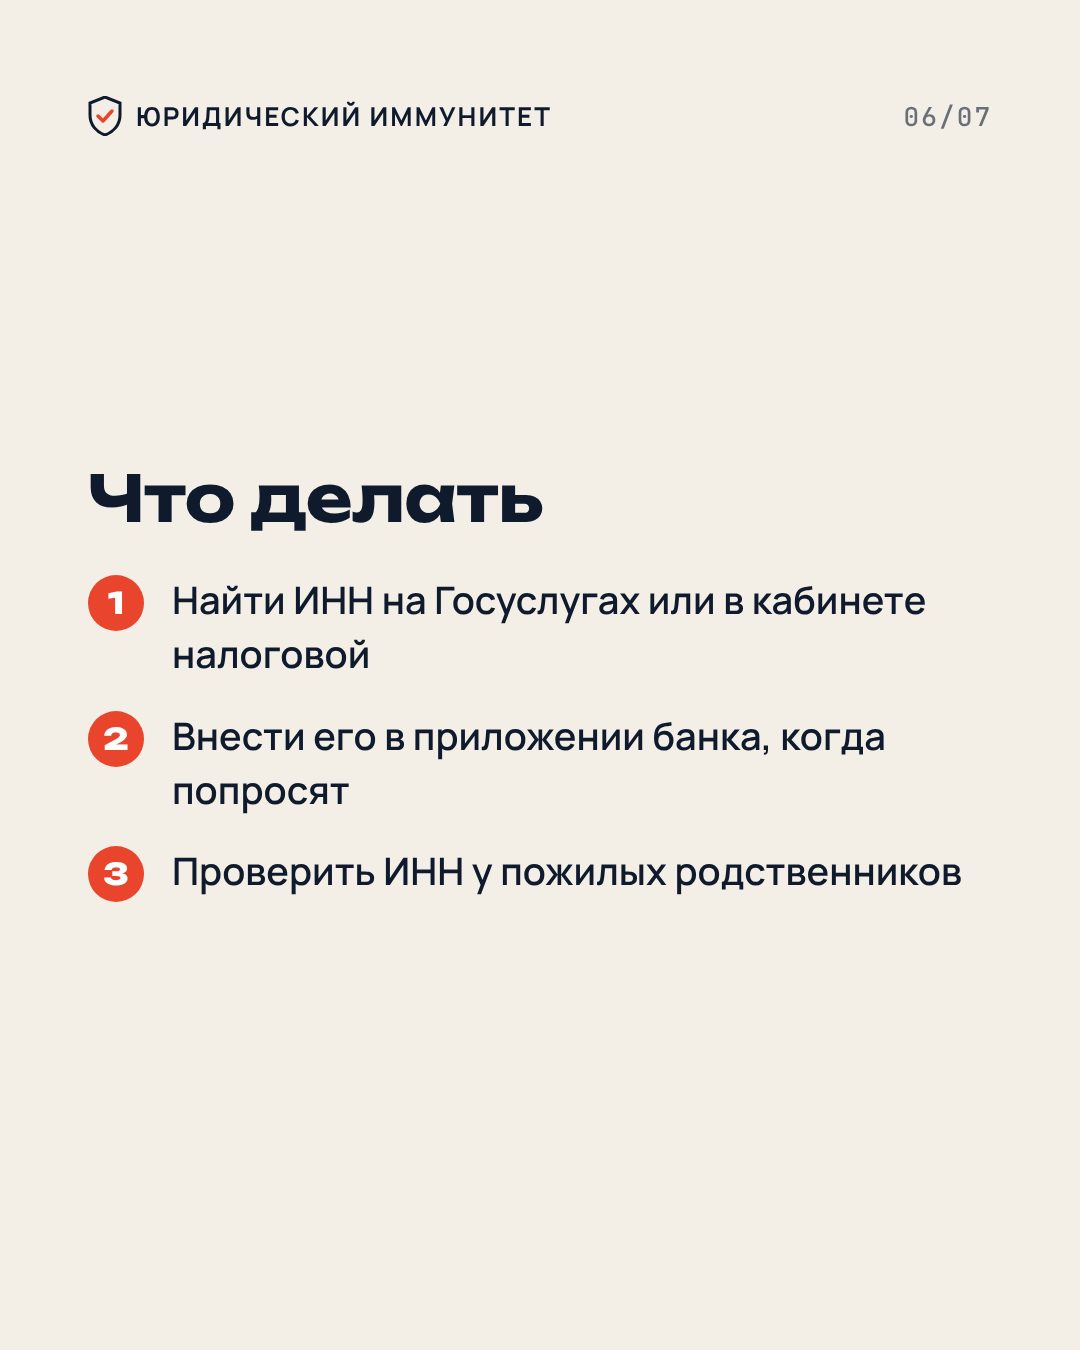 ЮРИДИЧЕСКИЙ ИММУНИТЕТ
06/07
Что делать
1 Найти ИНН на Госуслугах или в кабинете
налоговой
2 Внести его в приложении банка, когда
попросят
3 Проверить ИНН у пожилых родственников